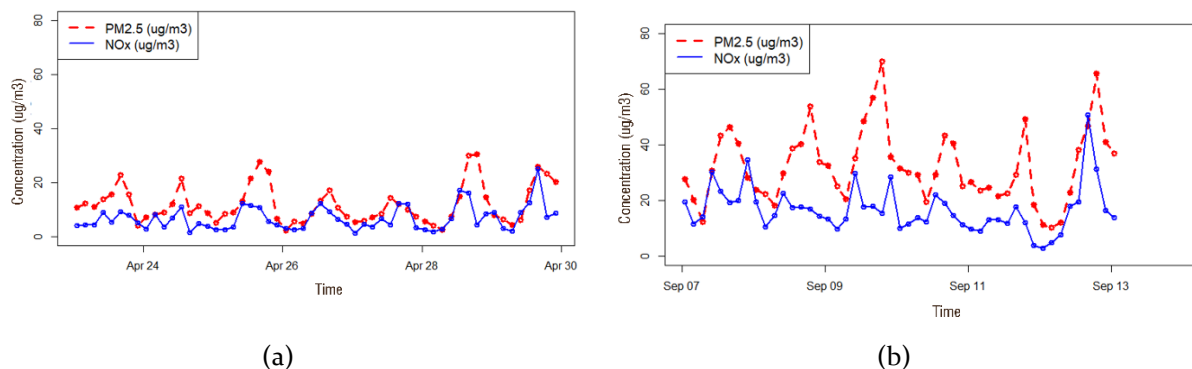 80
60
40
20
0
Concentration (ug/m3)
PM2.5 (ug/m3)
NOx (ug/m3)
Apr 24
Apr 26
Apr 28
Apr 30
Time
(a)
80
60
40
20
0
Concentration (ug/m3)
PM2.5 (ug/m3)
NOx (ug/m3)
Sep 07
Sep 09
Sep 11
Sep 13
Time
(b)